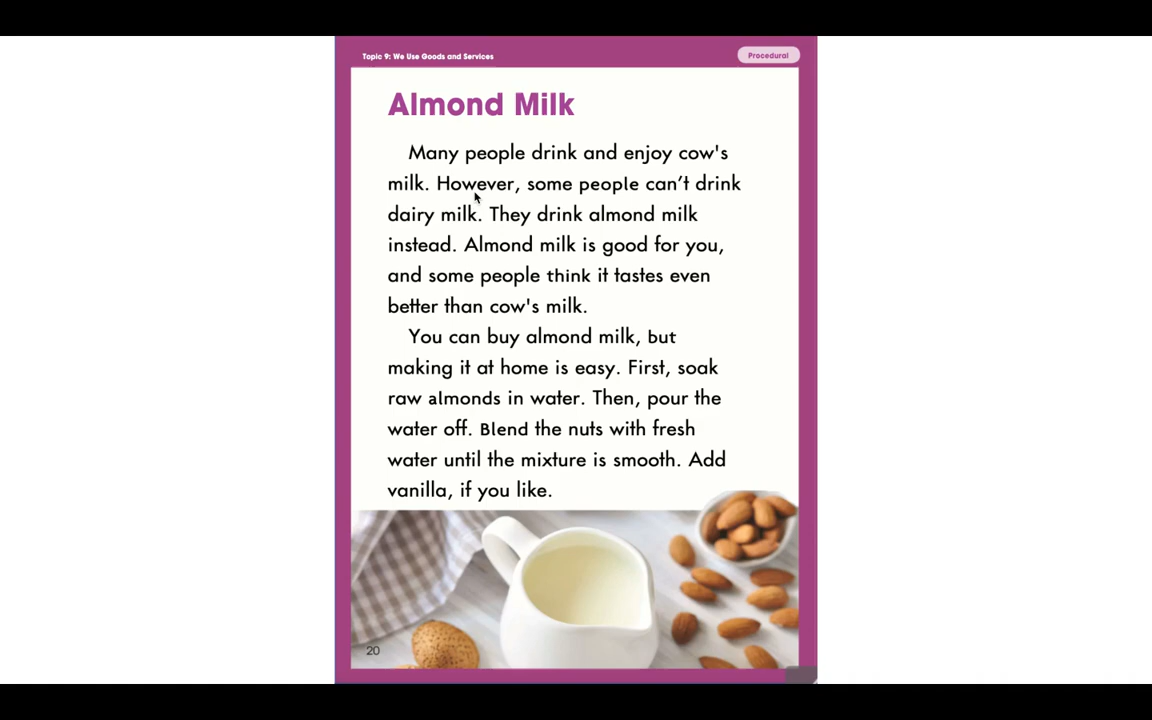 Topic 9: We Use Goods and Services
Procedural
Almond Milk
Many people drink and enjoy cow's
milk. However, some people can't drink
dairy milk. They drink almond milk
instead. Almond milk is good for you,
and some people think it tastes even
better than cow's milk.
You can buy almond milk, but
making it at home is easy. First, soak
raw almonds in water. Then, pour the
water off. Blend the nuts with fresh
water until the mixture is smooth. Add
vanilla, if you like.
20